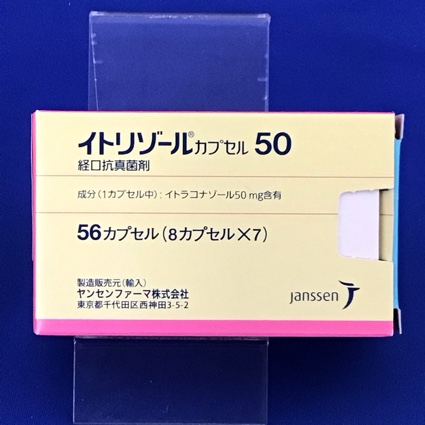 イトリゾール®カプセル 50
経口抗真菌剤
成分(1カプセル中):イトラコナゾール50 mg含有
56カプセル(8カプセル×7)
製造販売元(輸入)
ヤンセンファーマ株式会社
東京都千代田区西神田3-5-2
janssen